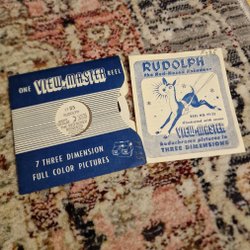 ONE VIEW-MASTER REEL
7 THREE DIMENSION
FULL COLOR PICTURES
RUDOLPH
the Red-Nosed Reindeer
VIEW-MASTER
kodachrome pictures in
THREE DIMENSIONS